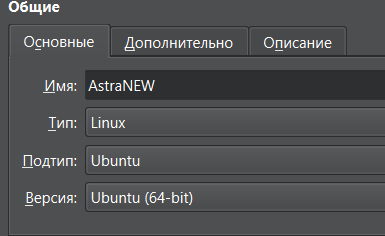 Общие
Основные Дополнительно Описание
Имя: AstraNEW
Тип: Linux
Подтип: Ubuntu
Версия: Ubuntu (64-bit)